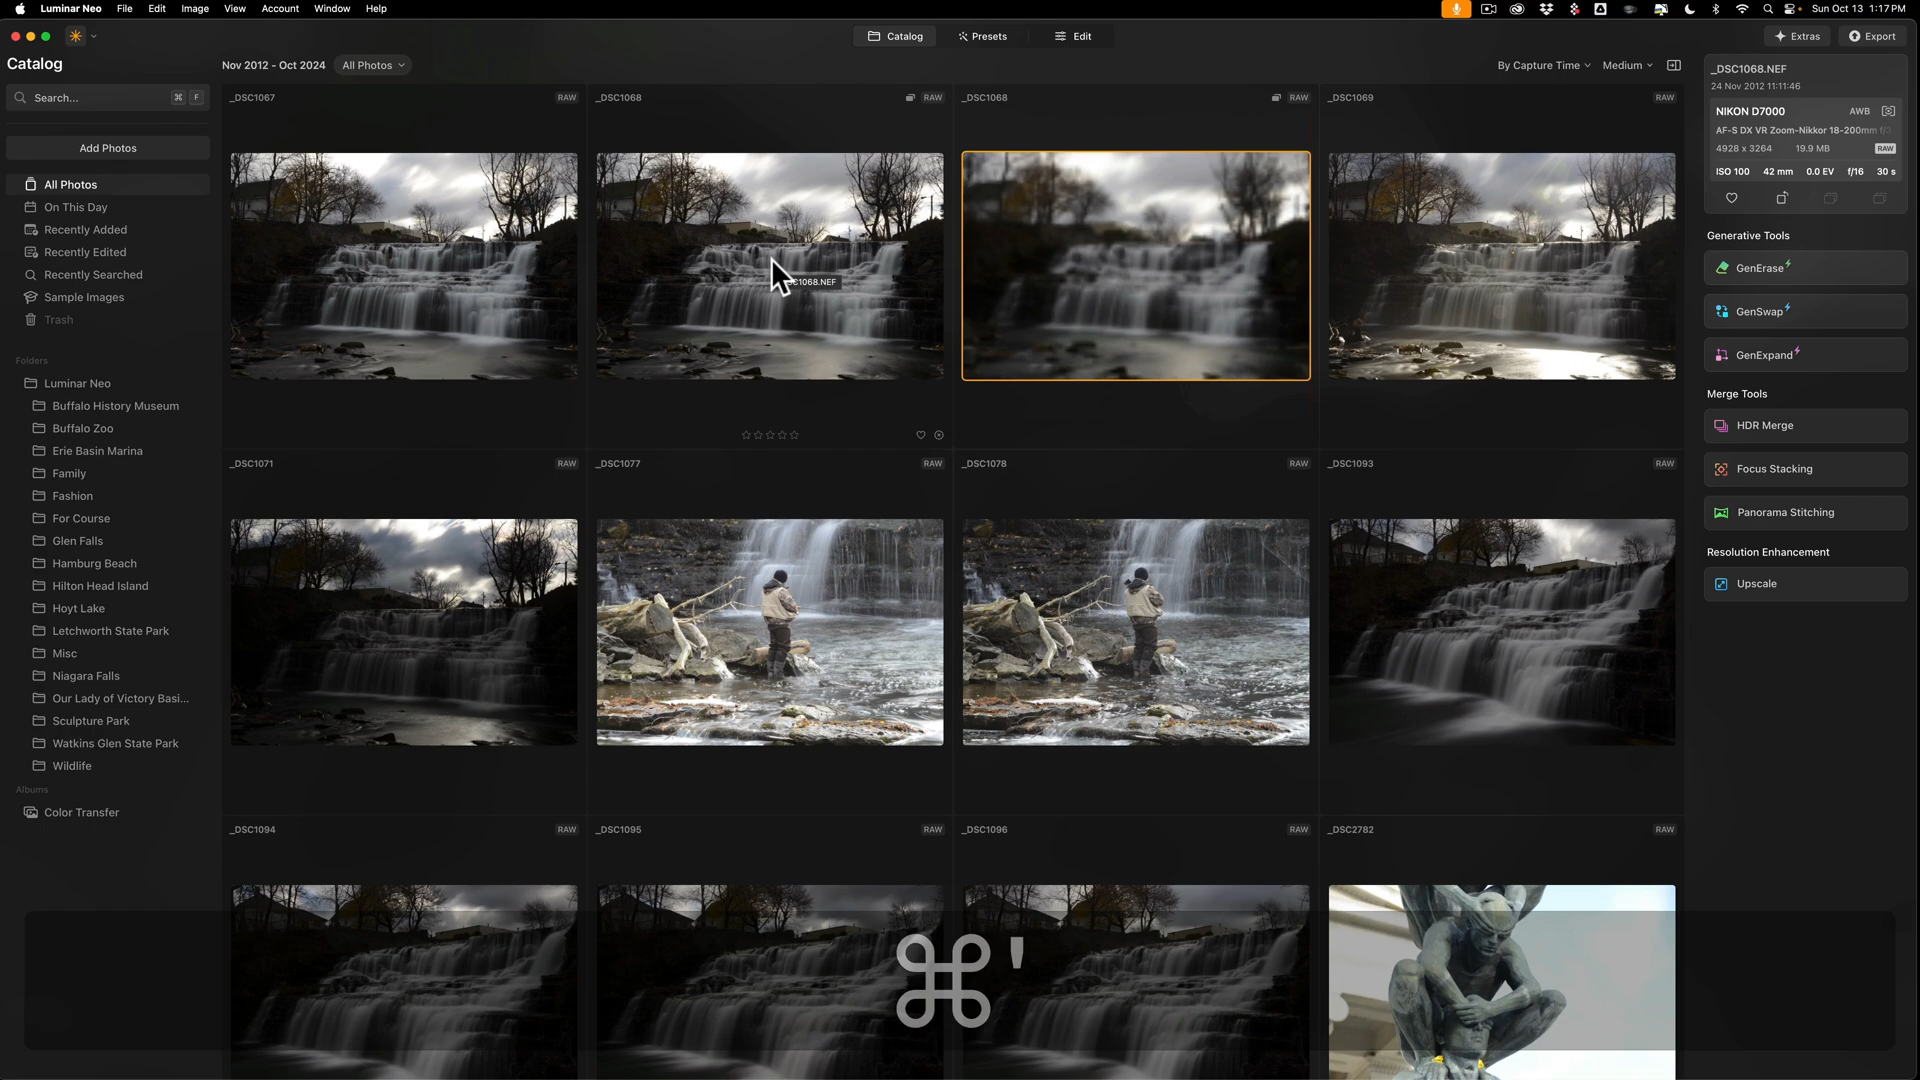 Luminar Neo File Edit Image View Account Window Help
Sun Oct 13 1:17 PM
Catalog Presets Edit
Extras Export
Catalog
Search... ⌘ F
Add Photos
All Photos
On This Day
Recently Added
Recently Edited
Recently Searched
Sample Images
Trash
Folders
Luminar Neo
Buffalo History Museum
Buffalo Zoo
Erie Basin Marina
Family
Fashion
For Course
Glen Falls
Hamburg Beach
Hilton Head Island
Hoyt Lake
Letchworth State Park
Misc
Niagara Falls
Our Lady of Victory Basi...
Sculpture Park
Watkins Glen State Park
Wildlife
Albums
Color Transfer
Nov 2012 - Oct 2024 All Photos
By Capture Time Medium
_DSC1067 RAW
_DSC1068 RAW
_DSC1068 RAW
_DSC1069 RAW
C1068.NEF
_DSC1071 RAW
_DSC1077 RAW
_DSC1078 RAW
_DSC1093 RAW
_DSC1094 RAW
_DSC1095 RAW
_DSC1096 RAW
_DSC2782 RAW
⌘ '
_DSC1068.NEF
24 Nov 2012 11:11:46
NIKON D7000 AWB
AF-S DX VR Zoom-Nikkor 18-200mm
4928 x 3264 19.9 MB RAW
ISO 100 42 mm 0.0 EV f/16 30 s
Generative Tools
GenErase
GenSwap
GenExpand
Merge Tools
HDR Merge
Focus Stacking
Panorama Stitching
Resolution Enhancement
Upscale